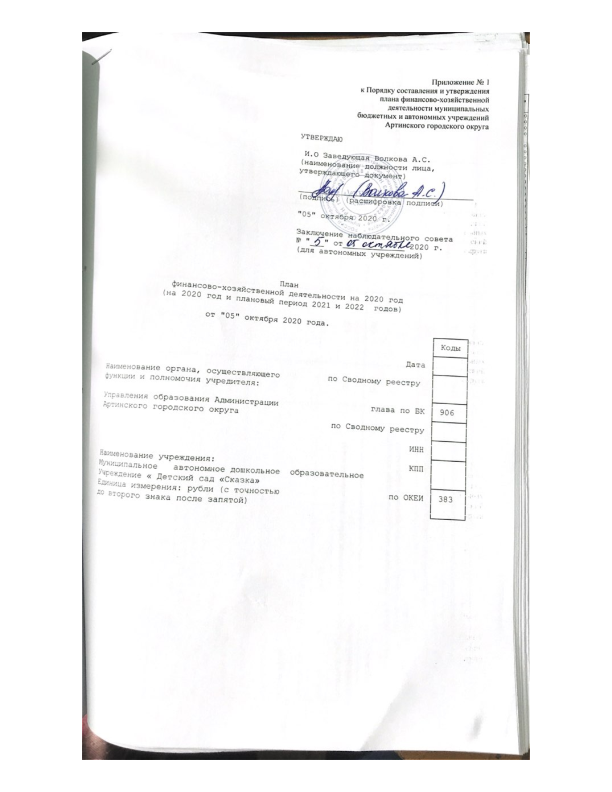 Приложение № 1
к Порядку составления и утверждения
плана финансово-хозяйственной
деятельности муниципальных
бюджетных и автономных учреждений
Артинского городского округа
УТВЕРЖДАЮ
И.О Заведующая Волкова А.С.
(наименование должности лица,
утверждающего документ)
(Волкова А.С)
(подпись) (расшифровка подписи)
"05" октября 2020 г.
Заключение наблюдательного совета
№ "5" от 05 октября 2020 г.
(для автономных учреждений)
План
финансово-хозяйственной деятельности на 2020 год
(на 2020 год и плановый период 2021 и 2022 годов)
от "05" октября 2020 года.
Коды
Дата
Наименование органа, осуществляющего
функции и полномочия учредителя:
по Сводному реестру
Управления образования Администрации
Артинского городского округа
глава по БК 906
по Сводному реестру
ИНН
Наименование учреждения:
Муниципальное автономное дошкольное образовательное
КПП
Учреждение « Детский сад «Сказка»
Единица измерения: рубли (с точностью
до второго знака после запятой)
по ОКЕИ 383